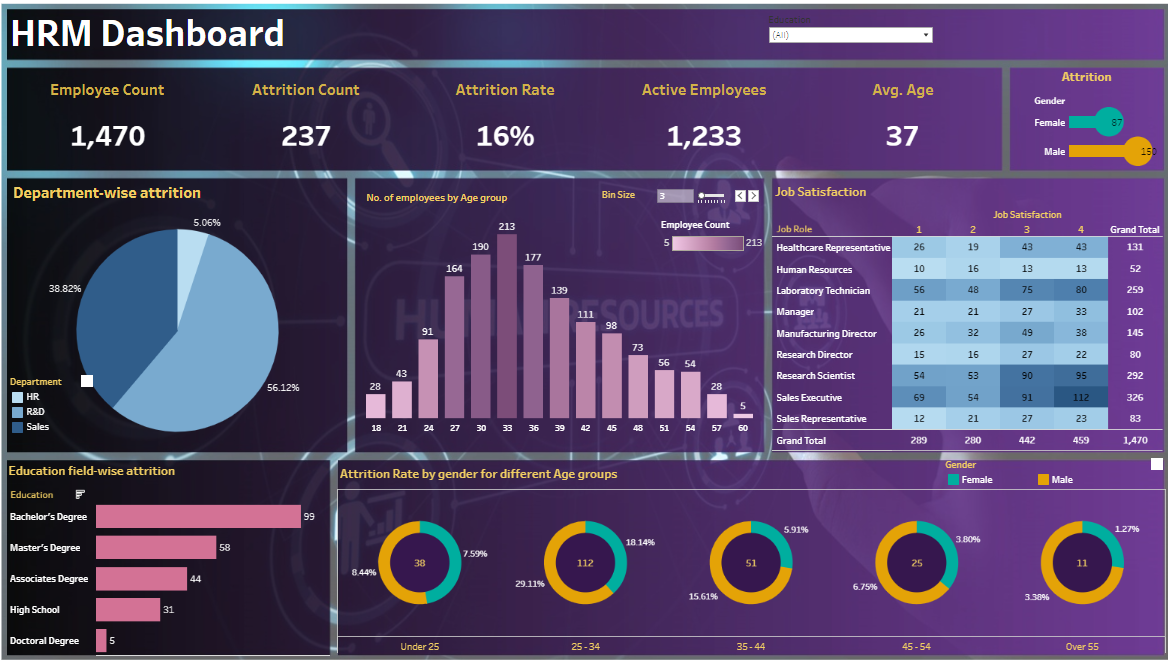 HRM Dashboard
Education
(All)
Employee Count
Attrition Count
Attrition Rate
Active Employees
Avg. Age
1,470
237
16%
1,233
37
Attrition
Gender
Female 87
Male 150
Department-wise attrition
5.06%
38.82%
56.12%
Department
HR
R&D
Sales
No. of employees by Age group
Bin Size
3
Employee Count
5 213
HUMAN RESOURCES
28 43 91 164 190 213 177 139 111 98 73 56 54 28 5
18 21 24 27 30 33 36 39 42 45 48 51 54 57 60
Job Satisfaction
Job Satisfaction
Job Role 1 2 3 4 Grand Total
Healthcare Representative 26 19 43 43 131
Human Resources 10 16 13 13 52
Laboratory Technician 56 48 75 80 259
Manager 21 21 27 33 102
Manufacturing Director 26 32 49 38 145
Research Director 15 16 27 22 80
Research Scientist 54 53 90 95 292
Sales Executive 69 54 91 112 326
Sales Representative 12 21 27 23 83
Grand Total 289 280 442 459 1,470
Education field-wise attrition
Education
Bachelor's Degree 99
Master's Degree 58
Associates Degree 44
High School 31
Doctoral Degree 5
Attrition Rate by gender for different Age groups
Gender
Female Male
38 7.59% 8.44%
112 18.14% 29.11%
51 5.91% 15.61%
25 3.80% 6.75%
11 1.27% 3.38%
Under 25
25 - 34
35 - 44
45 - 54
Over 55